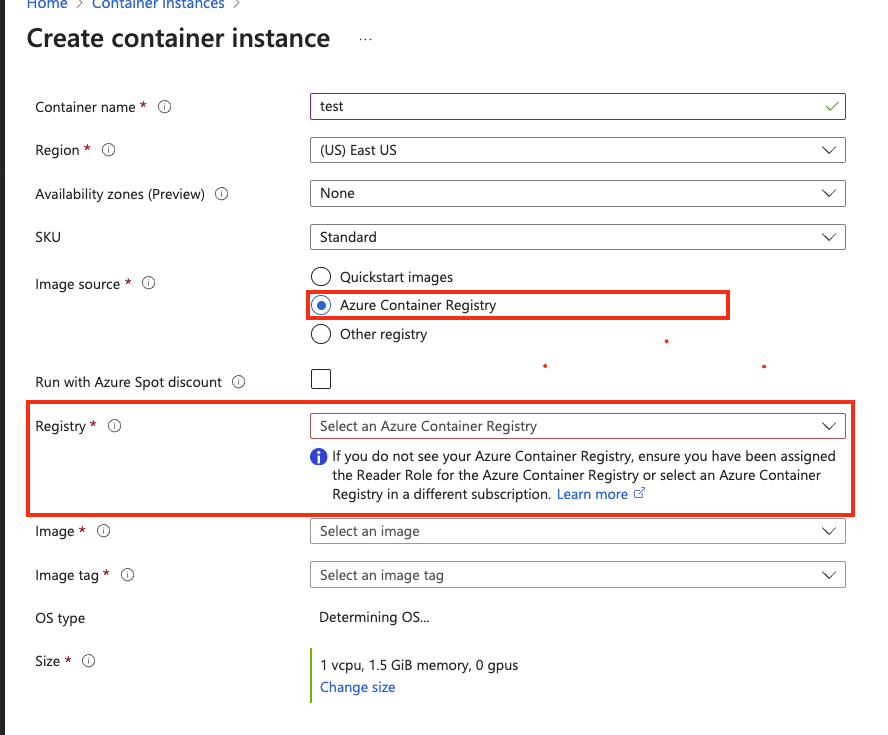 Home > Container instances >
Create container instance ...
Container name * test
Region * (US) East US
Availability zones (Preview) None
SKU Standard
Image source * Quickstart images
Azure Container Registry
Other registry
Run with Azure Spot discount
Registry * Select an Azure Container Registry
If you do not see your Azure Container Registry, ensure you have been assigned
the Reader Role for the Azure Container Registry or select an Azure Container
Registry in a different subscription. Learn more
Image * Select an image
Image tag * Select an image tag
OS type Determining OS...
Size * 1 vcpu, 1.5 GiB memory, 0 gpus
Change size